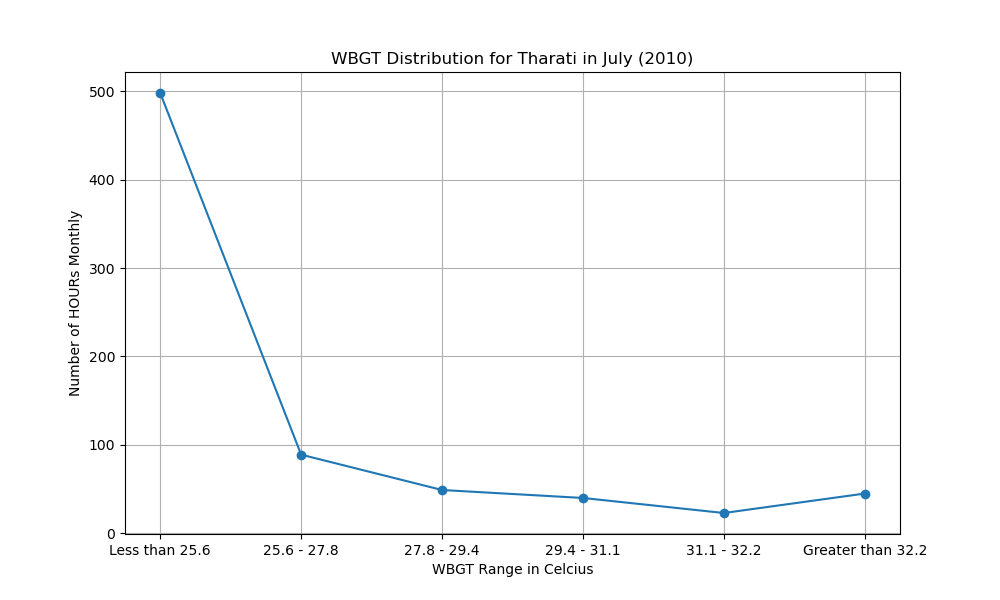 WBGT Distribution for Tharati in July (2010)
500
400
300
200
100
0
Number of HOURs Monthly
Less than 25.6
25.6 - 27.8
27.8 - 29.4
29.4 - 31.1
31.1 - 32.2
Greater than 32.2
WBGT Range in Celcius